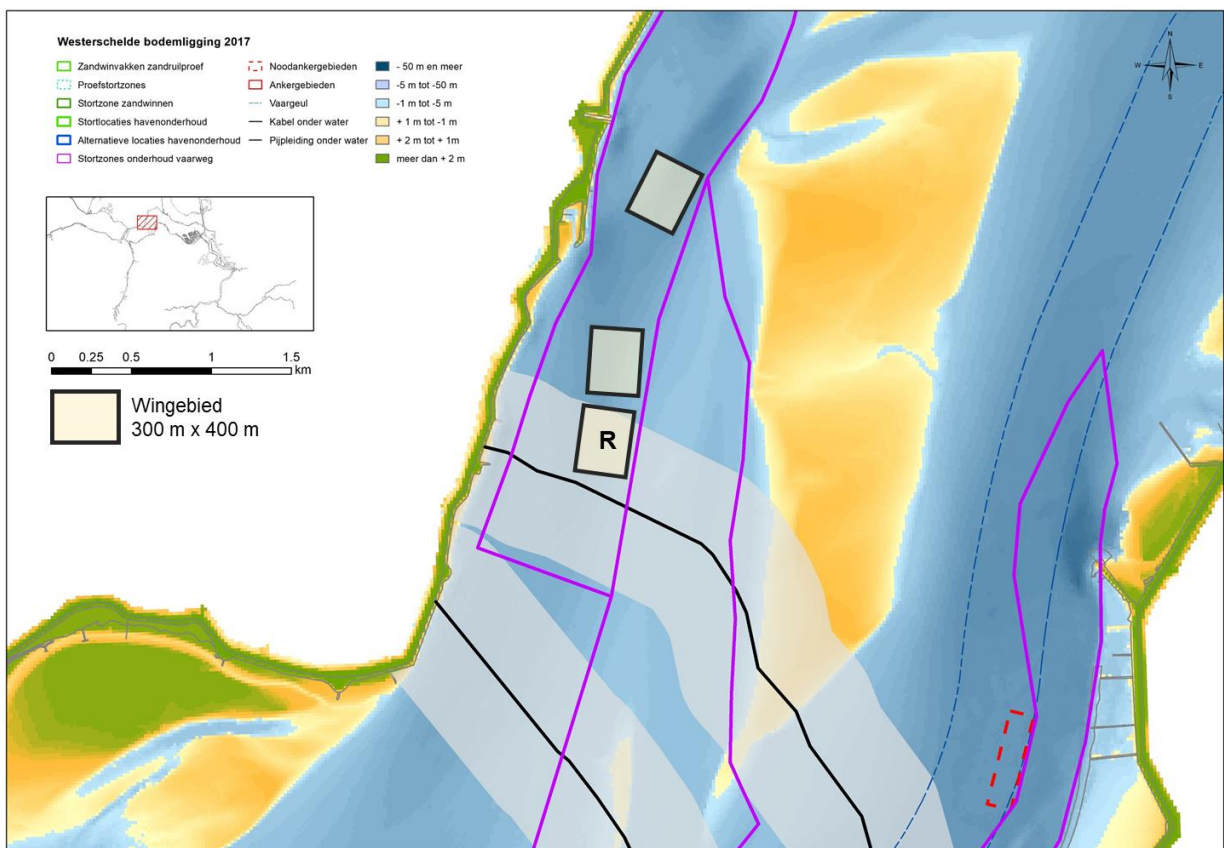 Westerschelde bodemligging 2017
Zandwinvakken zandruilproef
Proefstortzones
Stortzone zandwinnen
Stortlocaties havenonderhoud
Alternatieve locaties havenonderhoud
Stortzones onderhoud vaarweg
Noodankergebieden
Ankergebieden
Vaargeul
Kabel onder water
Pijpleiding onder water
- 50 m en meer
-5 m tot -50 m
-1 m tot -5 m
+ 1 m tot -1 m
+ 2 m tot + 1m
meer dan + 2 m
N
W E
S
0 0.25 0.5 1 1.5
km
Wingebied
300 m x 400 m
R